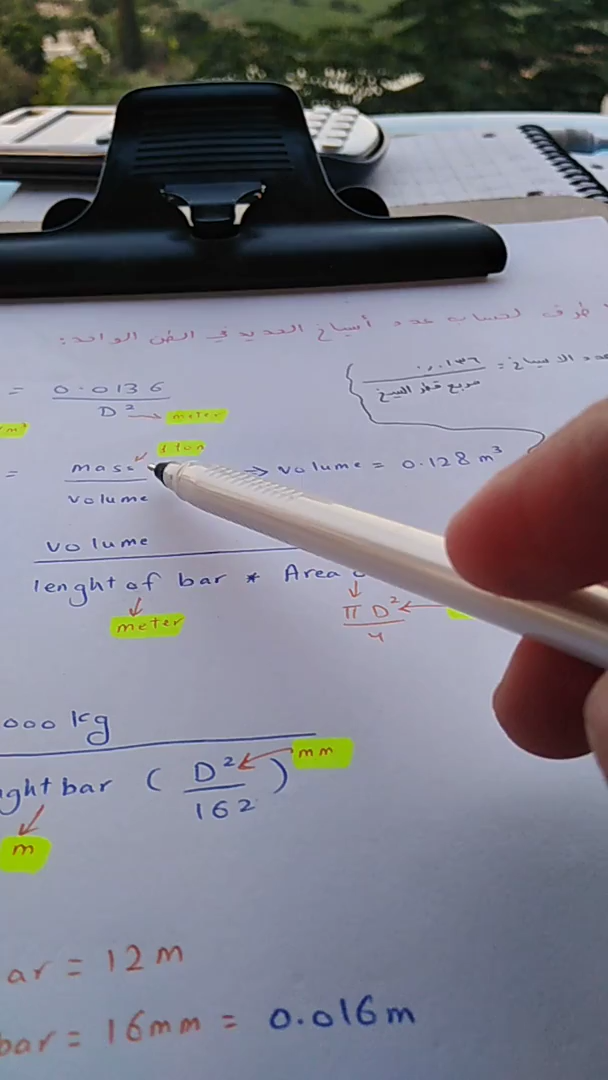 طرق لحساب عدد أسياخ الحديد في الطن الواحد:
= 0.0136
D² → meter
عدد الاسياخ = ٠,٠١٣٦
مربع قطر السيخ
/m³
1 ton
= mass → volume = 0.128 m³
volume
volume
lenght of bar * Area
meter
π D²
4
000 kg
ght bar ( D² / 162 ) mm
m
ar = 12 m
bar = 16mm = 0.016m